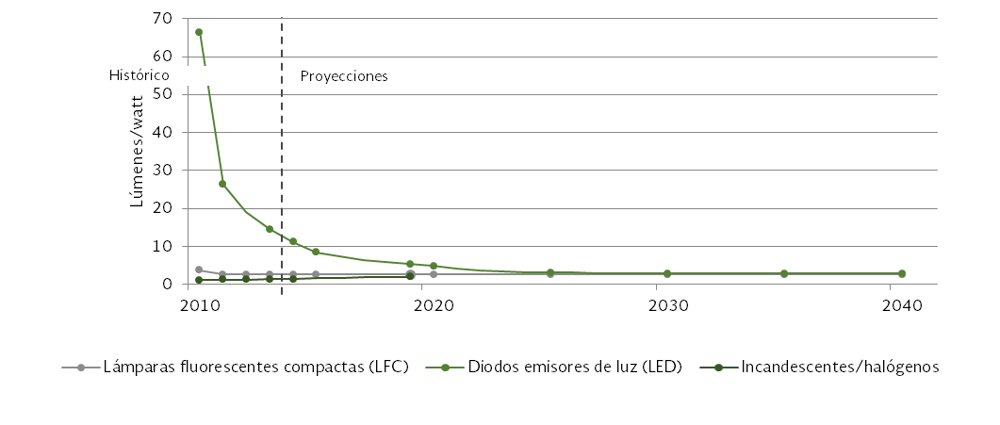 70
60
Histórico
Proyecciones
50
Lúmenes/watt
40
30
20
10
0
2010
2020
2030
2040
Lámparas fluorescentes compactas (LFC)
Diodos emisores de luz (LED)
Incandescentes/halógenos